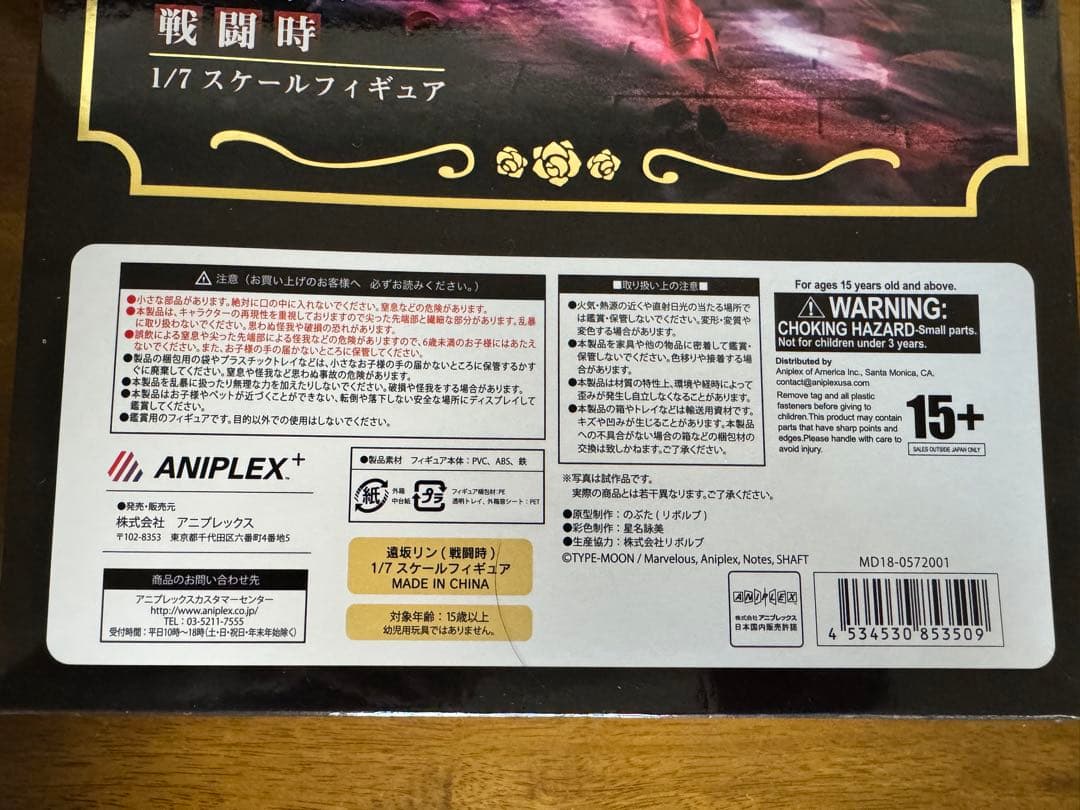 戦闘時
1/7 スケールフィギュア
⚠ 注意（お買い上げのお客様へ 必ずお読みください。）
●小さな部品があります。絶対に口の中に入れないでください。窒息などの危険があります。
●本製品は、キャラクターの再現性を重視しておりますので尖った先端部と繊細な部分があります。乱暴
に取り扱わないでください。思わぬ怪我や破損の恐れがあります。
●誤飲による窒息や尖った先端部による怪我などの危険がありますので、6歳未満のお子様にはあたえ
ないでください。また、お子様の手の届かないところに保管してください。
●製品の梱包用の袋やプラスチックトレイなどは、小さなお子様の手の届かないところに保管するかす
ぐに廃棄してください。窒息や怪我など思わぬ事故の危険があります。
●本製品を乱暴に扱ったり無理な力を加えたりしないでください。破損や怪我をする場合があります。
●本製品はお子様やペットが近づくことができない、転倒や落下しない安全な場所にディスプレイして
鑑賞してください。
●鑑賞用のフィギュアです。目的以外での使用はしないでください。
■取り扱い上の注意■
●火気・熱源の近くや直射日光の当たる場所で
は鑑賞・保管しないでください。変形・変質や
変色する場合があります。
●本製品を家具や他の物品に密着して鑑賞・
保管しないでください。色移りや接着する場
合があります。
●本製品は材質の特性上、環境や経時によって
歪みが発生し自立しなくなることがあります。
●本製品の箱やトレイなどは輸送用資材です。
キズや凹みが生じることがあります。本製品
への不具合がない場合の箱などの梱包材の
交換は致しかねます。ご了承ください。
For ages 15 years old and above.
⚠ WARNING:
CHOKING HAZARD-Small parts.
Not for children under 3 years.
Distributed by
Aniplex of America Inc., Santa Monica, CA.
contact@aniplexusa.com
Remove tag and all plastic
fasteners before giving to
children.This product may contain
parts that have sharp points and
edges.Please handle with care to
avoid injury.
15+
SALES OUTSIDE JAPAN ONLY
ANIPLEX+
●発売・販売元
株式会社 アニプレックス
〒102-8353 東京都千代田区六番町4番地5
商品のお問い合わせ先
アニプレックスカスタマーセンター
http://www.aniplex.co.jp/
TEL：03-5211-7555
受付時間：平日10時～18時(土・日・祝日・年末年始除く)
●製品素材 フィギュア本体：PVC、ABS、鉄
紙
外箱
中台紙
プラ
フィギュア梱包材：PE
透明トレイ、外箱窓シート：PET
遠坂リン(戦闘時)
1/7 スケールフィギュア
MADE IN CHINA
対象年齢：15歳以上
幼児用玩具ではありません。
※写真は試作品です。
実際の商品とは若干異なります。ご了承ください。
●原型制作：のぶた(リボルブ)
●彩色制作：星名詠美
●生産協力：株式会社リボルブ
©TYPE-MOON / Marvelous, Aniplex, Notes, SHAFT
MD18-0572001
ANIPLEX
株式会社アニプレックス
日本国内販売許諾
4 534530 853509